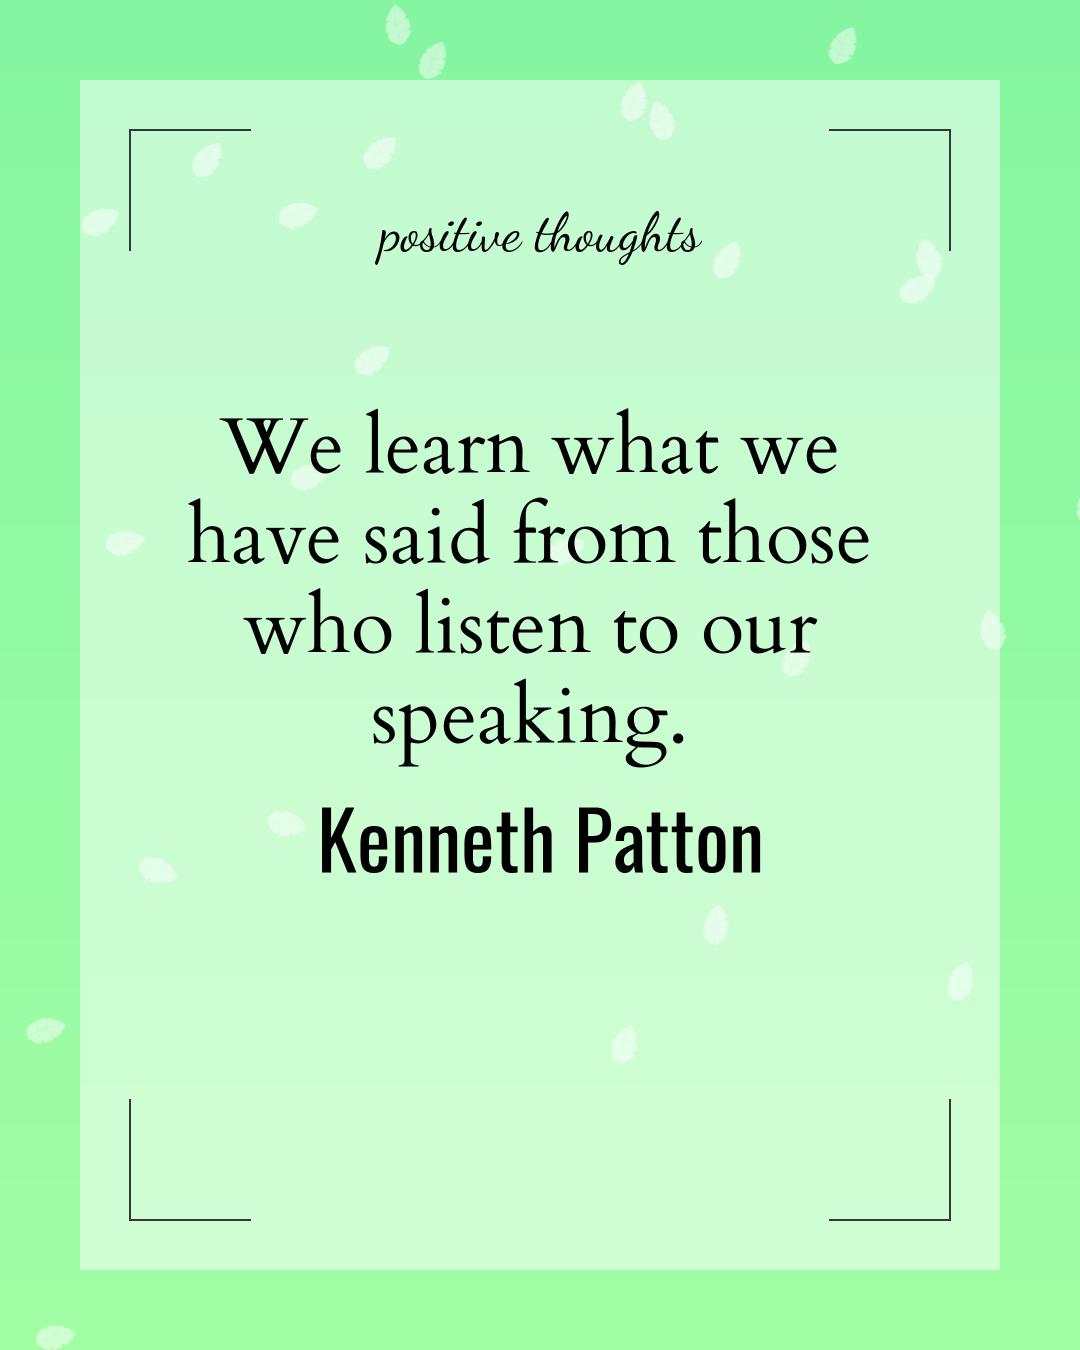 positive thoughts
We learn what we
have said from those
who listen to our
speaking.
Kenneth Patton